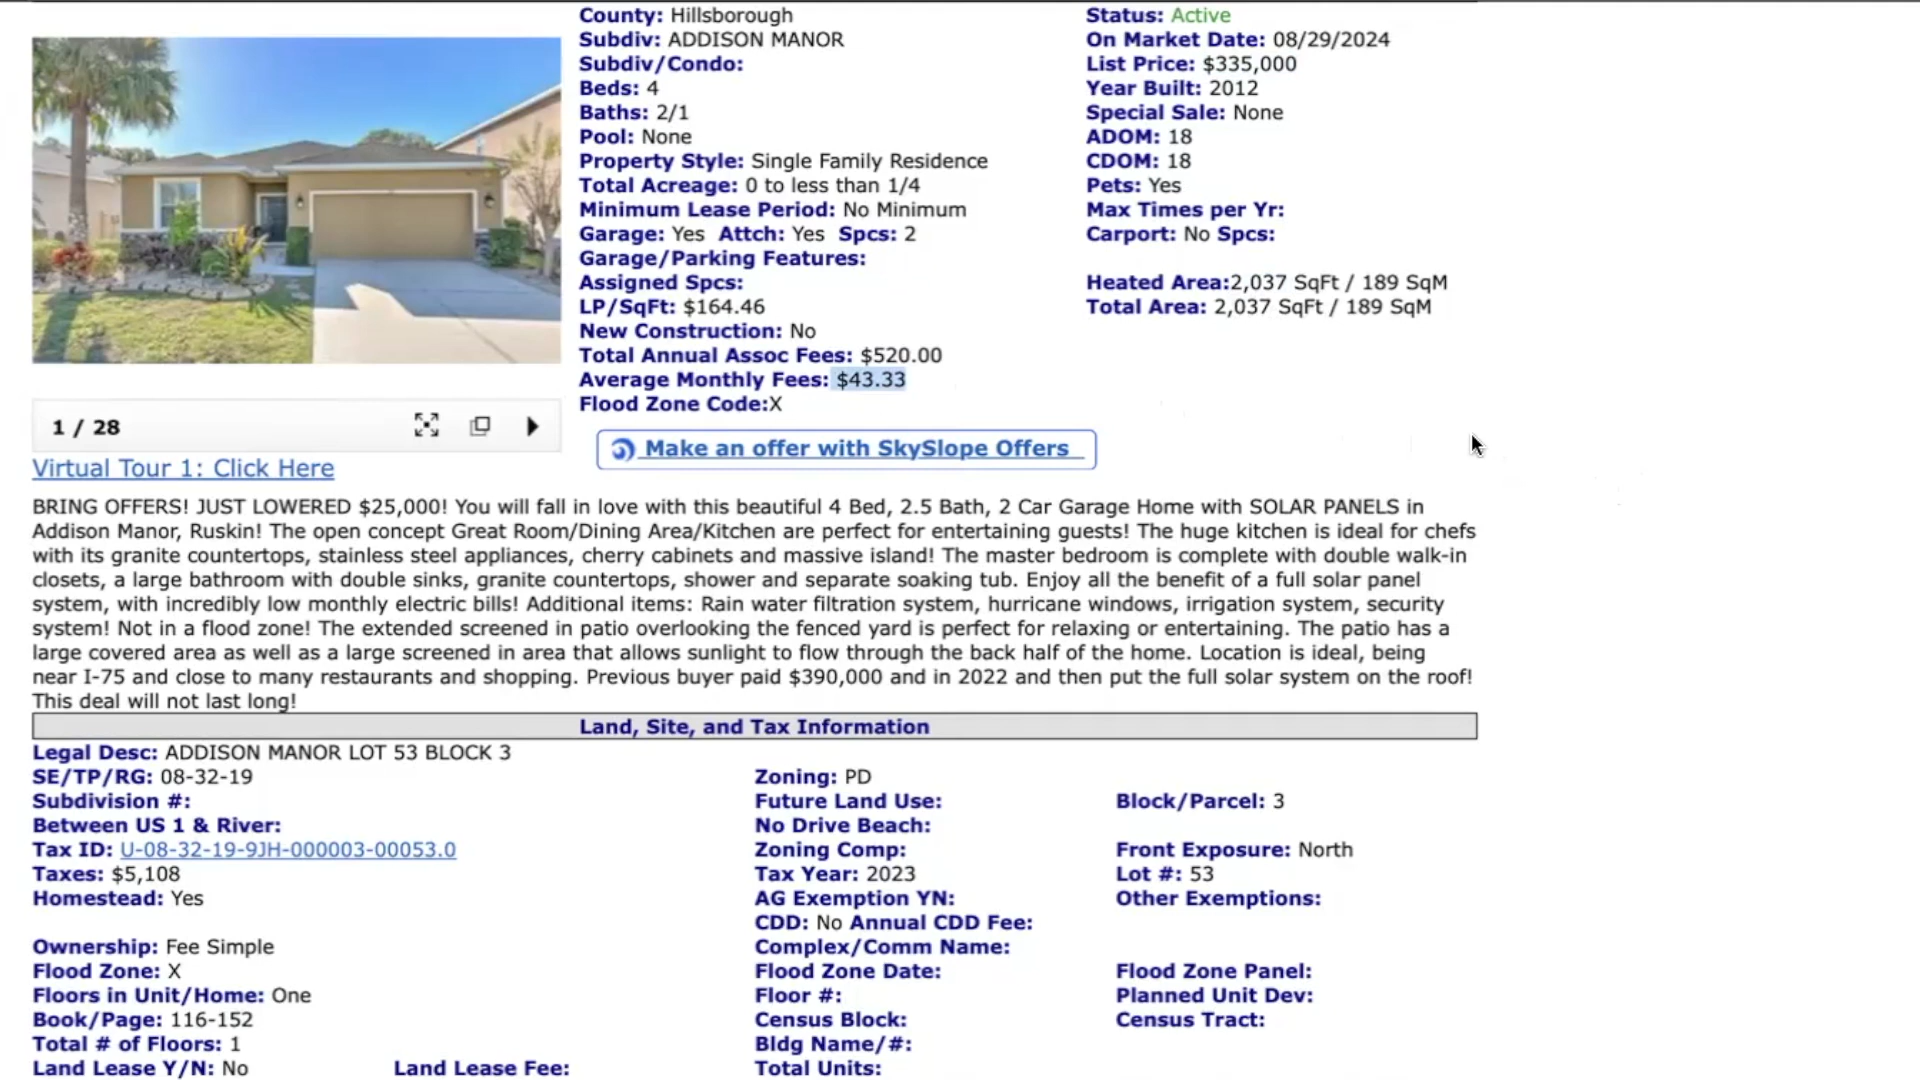 County: Hillsborough
Subdiv: ADDISON MANOR
Subdiv/Condo:
Beds: 4
Baths: 2/1
Pool: None
Property Style: Single Family Residence
Total Acreage: 0 to less than 1/4
Minimum Lease Period: No Minimum
Garage: Yes Attch: Yes Spcs: 2
Garage/Parking Features:
Assigned Spcs:
LP/SqFt: $164.46
New Construction: No
Total Annual Assoc Fees: $520.00
Average Monthly Fees: $43.33
Flood Zone Code:X
Status: Active
On Market Date: 08/29/2024
List Price: $335,000
Year Built: 2012
Special Sale: None
ADOM: 18
CDOM: 18
Pets: Yes
Max Times per Yr:
Carport: No Spcs:
Heated Area:2,037 SqFt / 189 SqM
Total Area: 2,037 SqFt / 189 SqM
1 / 28
Make an offer with SkySlope Offers
Virtual Tour 1: Click Here
BRING OFFERS! JUST LOWERED $25,000! You will fall in love with this beautiful 4 Bed, 2.5 Bath, 2 Car Garage Home with SOLAR PANELS in
Addison Manor, Ruskin! The open concept Great Room/Dining Area/Kitchen are perfect for entertaining guests! The huge kitchen is ideal for chefs
with its granite countertops, stainless steel appliances, cherry cabinets and massive island! The master bedroom is complete with double walk-in
closets, a large bathroom with double sinks, granite countertops, shower and separate soaking tub. Enjoy all the benefit of a full solar panel
system, with incredibly low monthly electric bills! Additional items: Rain water filtration system, hurricane windows, irrigation system, security
system! Not in a flood zone! The extended screened in patio overlooking the fenced yard is perfect for relaxing or entertaining. The patio has a
large covered area as well as a large screened in area that allows sunlight to flow through the back half of the home. Location is ideal, being
near I-75 and close to many restaurants and shopping. Previous buyer paid $390,000 and in 2022 and then put the full solar system on the roof!
This deal will not last long!
Land, Site, and Tax Information
Legal Desc: ADDISON MANOR LOT 53 BLOCK 3
SE/TP/RG: 08-32-19
Subdivision #:
Between US 1 & River:
Tax ID: U-08-32-19-9JH-000003-00053.0
Taxes: $5,108
Homestead: Yes
Ownership: Fee Simple
Flood Zone: X
Floors in Unit/Home: One
Book/Page: 116-152
Total # of Floors: 1
Land Lease Y/N: No Land Lease Fee:
Zoning: PD
Future Land Use:
No Drive Beach:
Zoning Comp:
Tax Year: 2023
AG Exemption YN:
CDD: No Annual CDD Fee:
Complex/Comm Name:
Flood Zone Date:
Floor #:
Census Block:
Bldg Name/#:
Total Units:
Block/Parcel: 3
Front Exposure: North
Lot #: 53
Other Exemptions:
Flood Zone Panel:
Planned Unit Dev:
Census Tract: